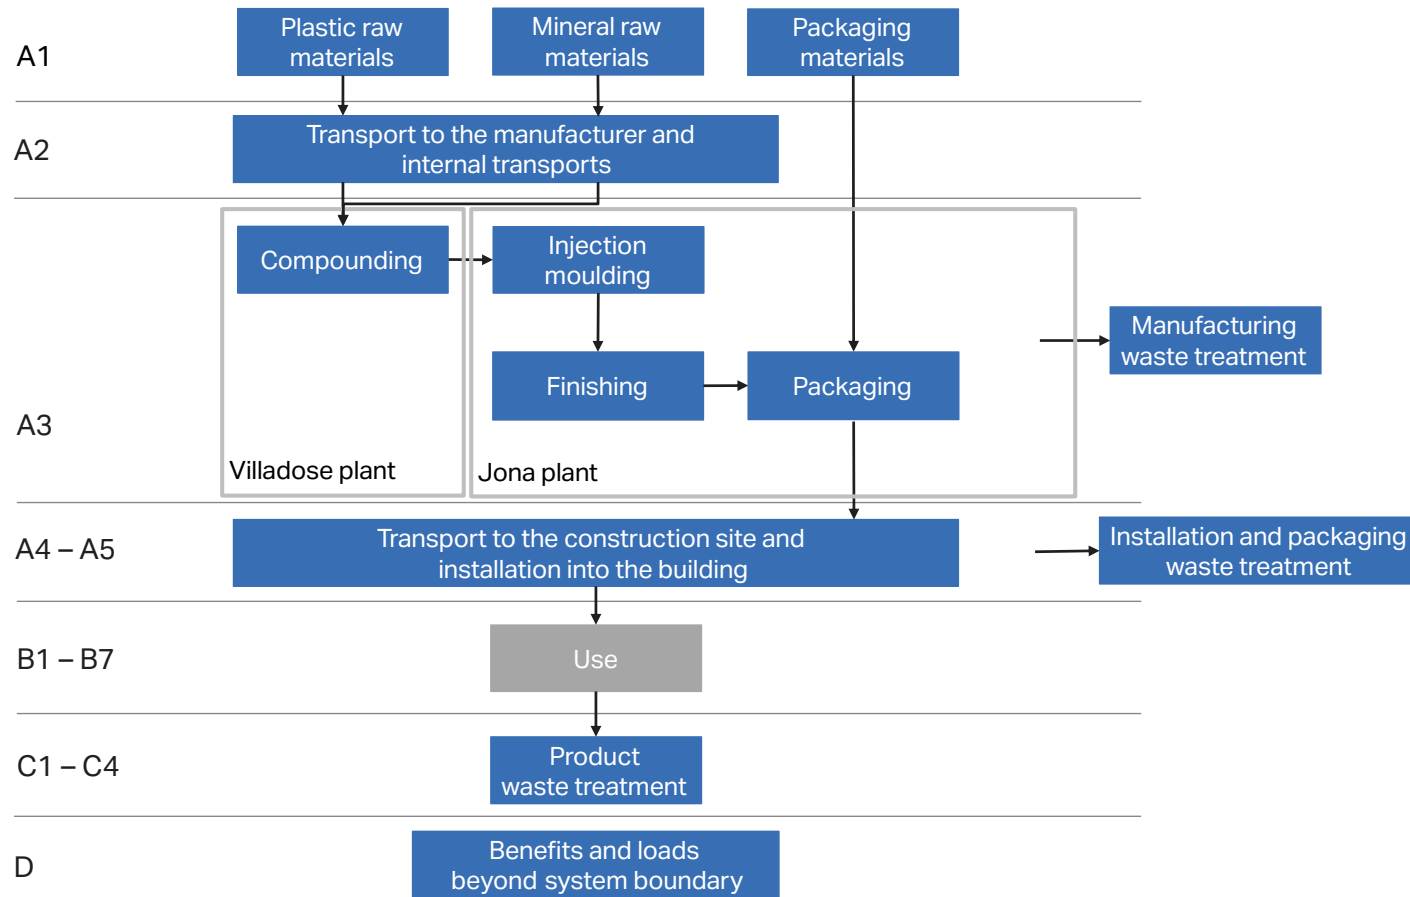 A1
Plastic raw
materials
Mineral raw
materials
Packaging
materials
A2
Transport to the manufacturer and
internal transports
A3
Compounding
Injection
moulding
Finishing
Packaging
Manufacturing
waste treatment
Villadose plant
Jona plant
A4 – A5
Transport to the construction site and
installation into the building
Installation and packaging
waste treatment
B1 – B7
Use
C1 – C4
Product
waste treatment
D
Benefits and loads
beyond system boundary